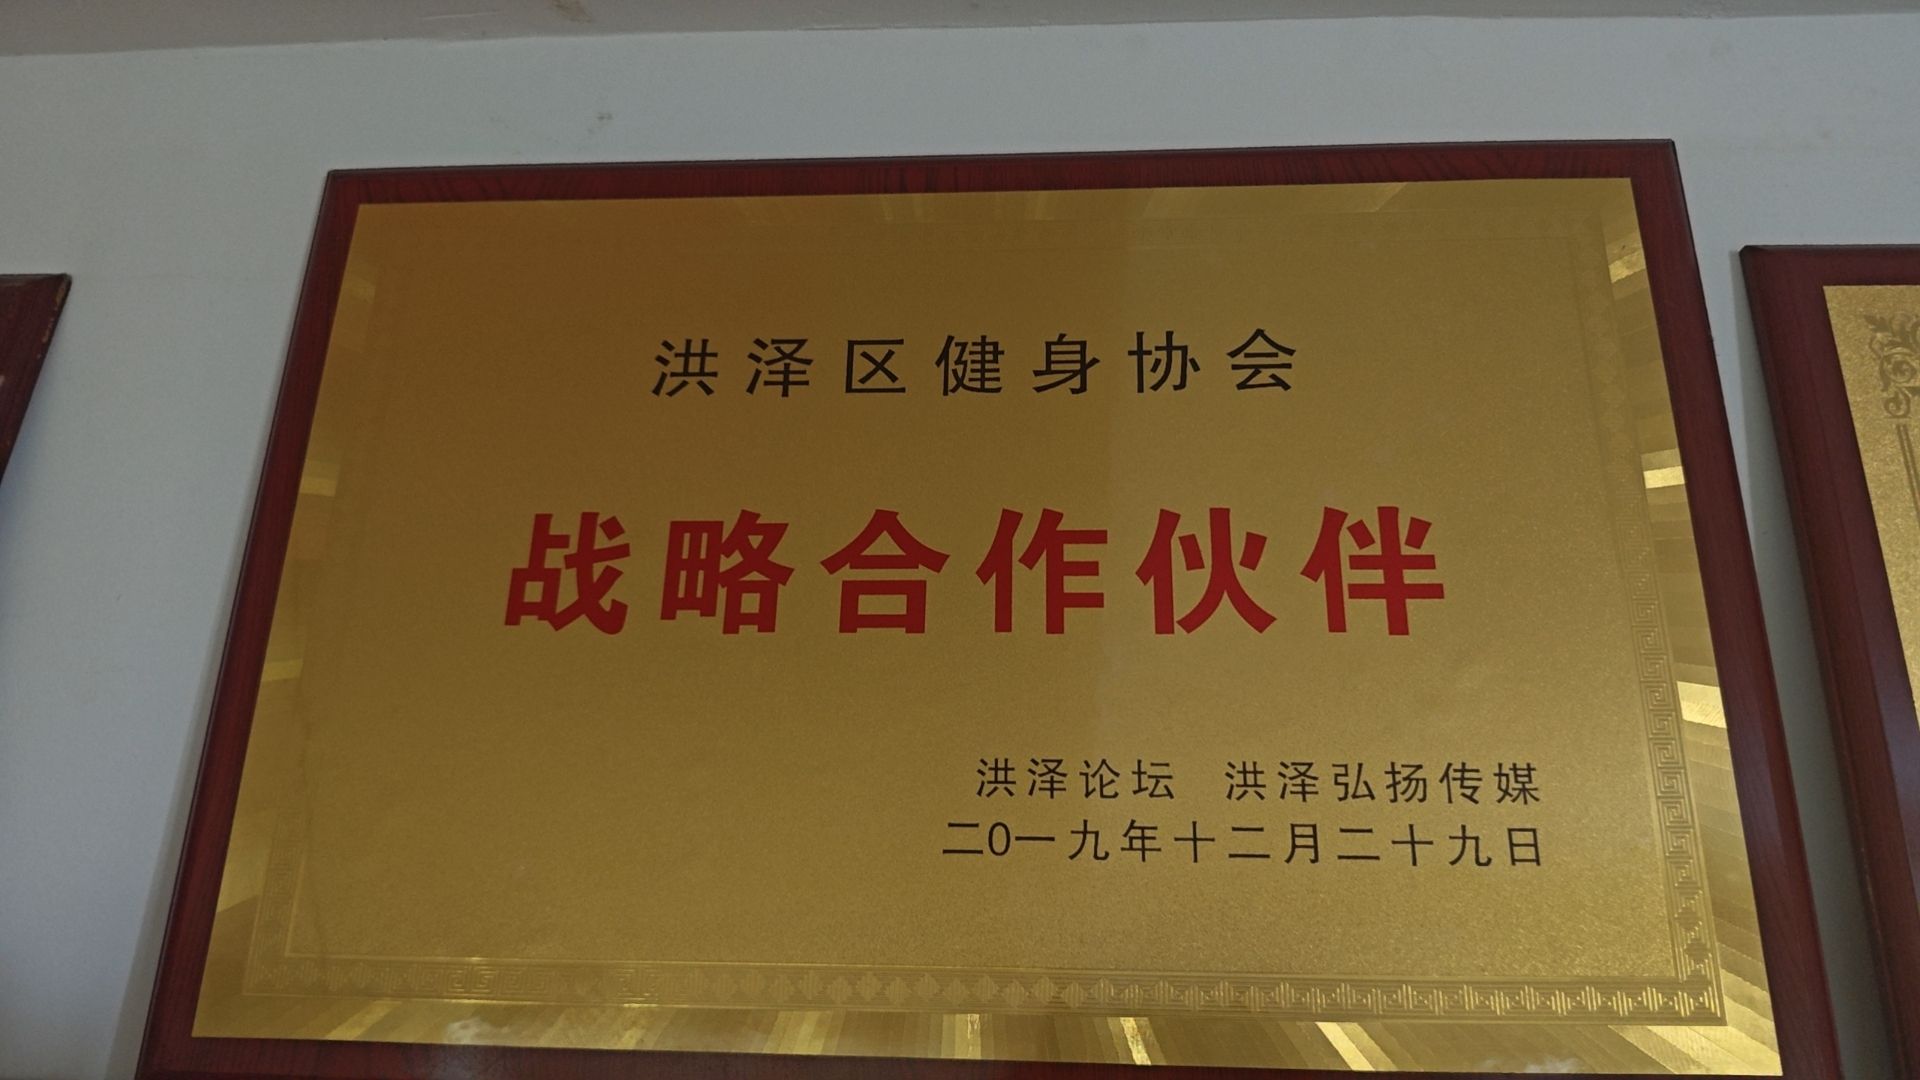 洪泽区健身协会
战略合作伙伴
洪泽论坛 洪泽弘扬传媒
二0一九年十二月二十九日